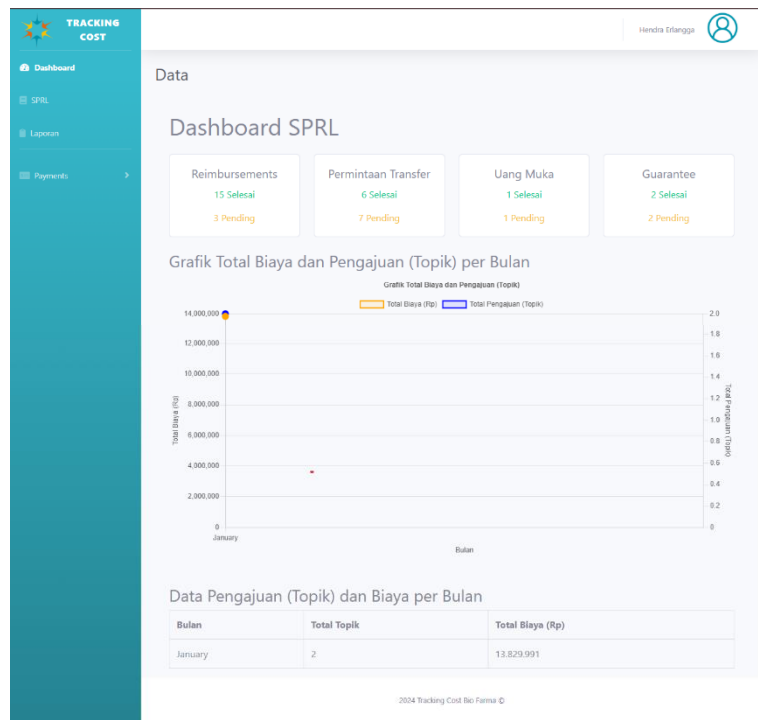 TRACKING
COST
Hendra Erlangga
Dashboard
SPRL
Laporan
Payments
Data
Dashboard SPRL
Reimbursements
15 Selesai
3 Pending
Permintaan Transfer
6 Selesai
7 Pending
Uang Muka
1 Selesai
1 Pending
Guarantee
2 Selesai
2 Pending
Grafik Total Biaya dan Pengajuan (Topik) per Bulan
Grafik Total Biaya dan Pengajuan (Topik)
Total Biaya (Rp) Total Pengajuan (Topik)
Total Biaya (Rp)
14,000,000
12,000,000
10,000,000
8,000,000
6,000,000
4,000,000
2,000,000
0
January
Bulan
2.0
1.8
1.6
1.4
1.2
1.0
0.8
0.6
0.4
0.2
0
Total Pengajuan (Topik)
Data Pengajuan (Topik) dan Biaya per Bulan
Bulan Total Topik Total Biaya (Rp)
January 2 13.829.991
2024 Tracking Cost Bio Farma ©